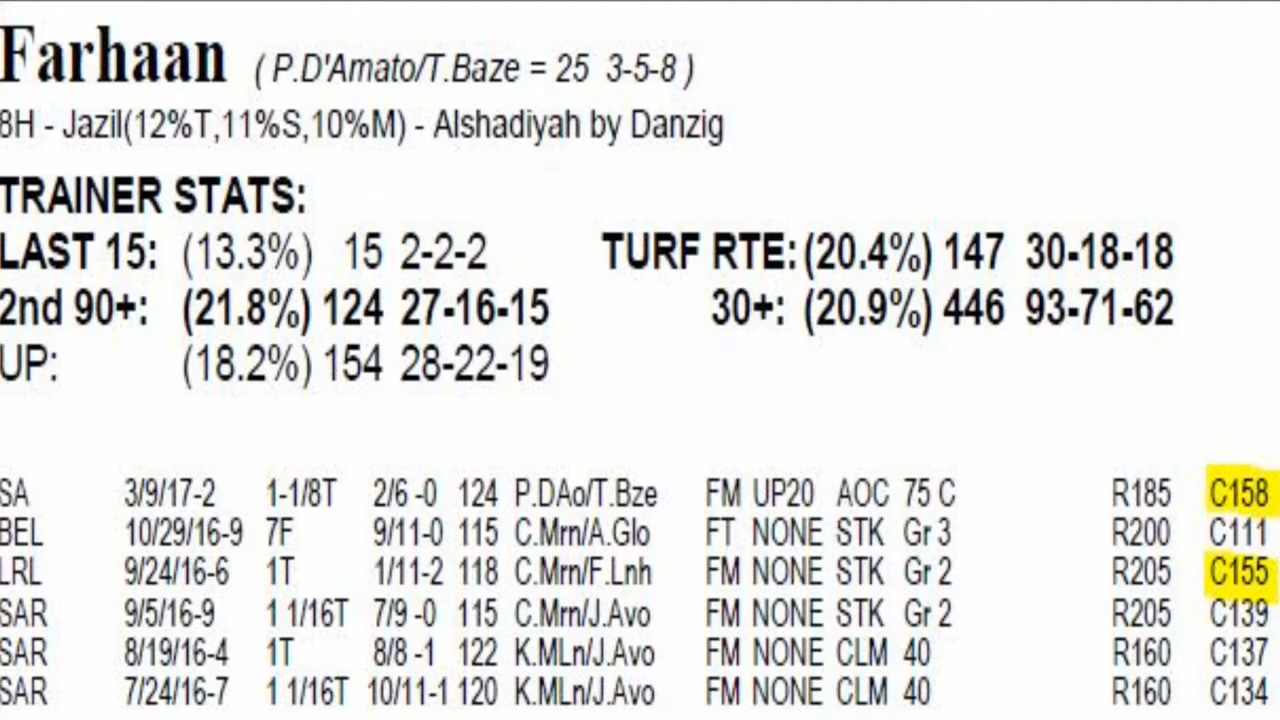 Farhaan (P.D'Amato/T.Baze = 25 3-5-8)
8H - Jazil(12%T,11%S,10%M) - Alshadiyah by Danzig
TRAINER STATS:
LAST 15: (13.3%) 15 2-2-2 TURF RTE: (20.4%) 147 30-18-18
2nd 90+: (21.8%) 124 27-16-15 30+: (20.9%) 446 93-71-62
UP: (18.2%) 154 28-22-19
SA 3/9/17-2 1-1/8T 2/6 -0 124 P.DAo/T.Bze FM UP20 AOC 75 C R185 C158
BEL 10/29/16-9 7F 9/11-0 115 C.Mrn/A.Glo FT NONE STK Gr 3 R200 C111
LRL 9/24/16-6 1T 1/11-2 118 C.Mrn/F.Lnh FM NONE STK Gr 2 R205 C155
SAR 9/5/16-9 1 1/16T 7/9 -0 115 C.Mrn/J.Avo FM NONE STK Gr 2 R205 C139
SAR 8/19/16-4 1T 8/8 -1 122 K.MLn/J.Avo FM NONE CLM 40 R160 C137
SAR 7/24/16-7 1 1/16T 10/11-1 120 K.MLn/J.Avo FM NONE CLM 40 R160 C134